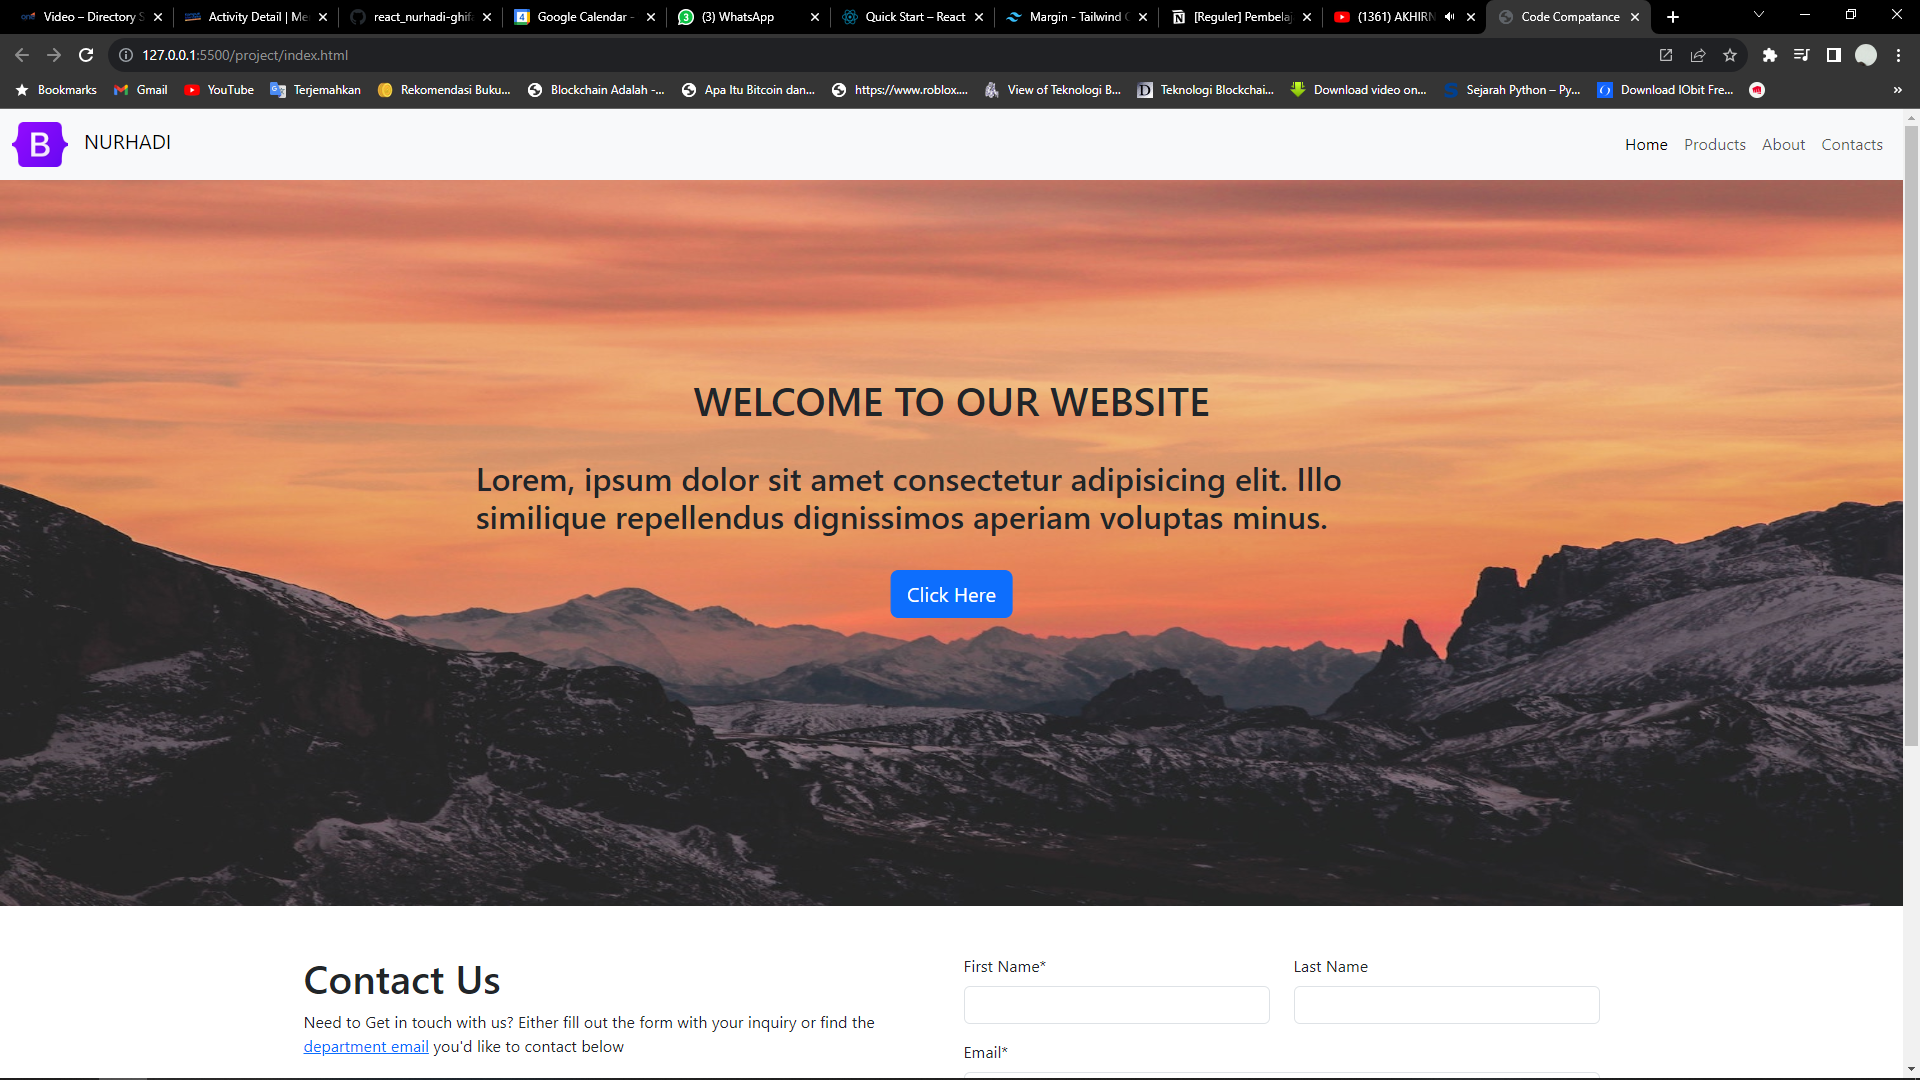 Video – Directory S
Activity Detail | Me
react_nurhadi-ghifa
Google Calendar -
(3) WhatsApp
Quick Start – React
Margin - Tailwind C
[Reguler] Pembelaj
(1361) AKHIRN
Code Compatance
127.0.0.1:5500/project/index.html
Bookmarks
Gmail
YouTube
Terjemahkan
Rekomendasi Buku...
Blockchain Adalah -...
Apa Itu Bitcoin dan...
https://www.roblox....
View of Teknologi B...
Teknologi Blockchai...
Download video on...
Sejarah Python – Py...
Download IObit Fre...
»
B
NURHADI
Home
Products
About
Contacts
WELCOME TO OUR WEBSITE
Lorem, ipsum dolor sit amet consectetur adipisicing elit. Illo
similique repellendus dignissimos aperiam voluptas minus.
Click Here
Contact Us
Need to Get in touch with us? Either fill out the form with your inquiry or find the
department email you'd like to contact below
First Name*
Last Name
Email*